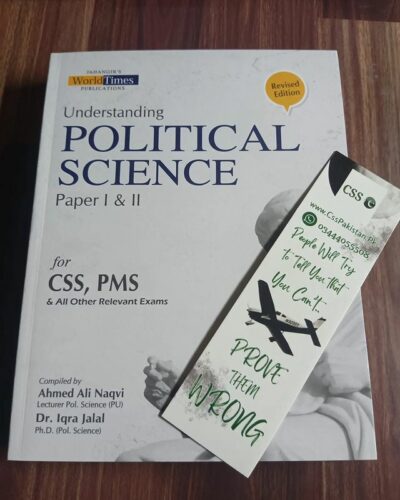 JAHANGIR'S
WorldTimes
PUBLICATIONS
Revised
Edition
Understanding
POLITICAL
SCIENCE
Paper I & II
for
CSS, PMS
& All Other Relevant Exams
Compiled by
Ahmed Ali Naqvi
Lecturer Pol. Science (PU)
Dr. Iqra Jalal
Ph.D. (Pol. Science)
CSS
www.CssPakistan.Pk
03444055308
People Will Try
to Tell You that
You Can't...
PROVE
THEM
WRONG